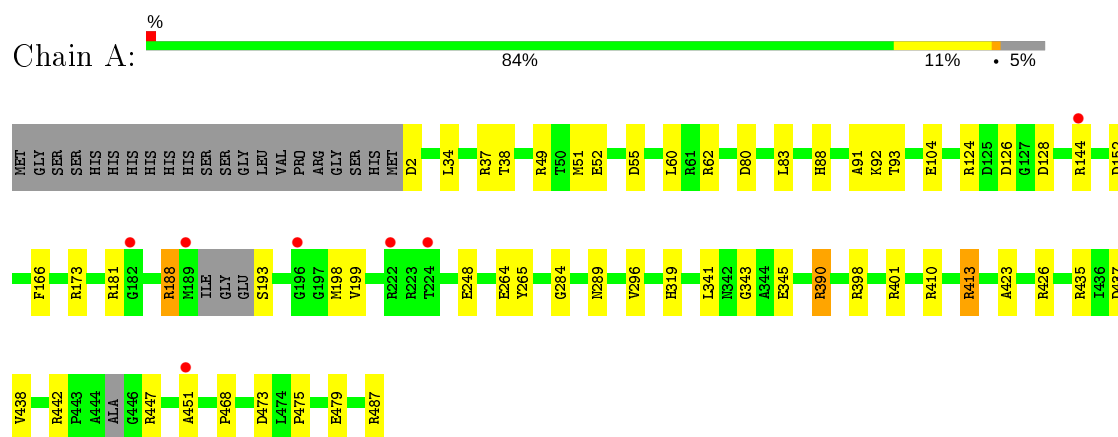 %
Chain A:
84% 11% • 5%
MET GLY SER SER HIS HIS HIS HIS HIS HIS SER SER GLY LEU VAL PRO ARG GLY SER HIS MET D2 L34 R37 T38 R49 T50 M51 E52 D55 L60 R61 R62 D80 L83 H88 A91 K92 T93 E104 R124 D125 D126 G127 D128 R144 D152
F166 R173 R181 G182 R188 M189 ILE GLY GLU S193 G196 G197 M198 V199 R222 R223 T224 E248 E264 Y265 G284 N289 V296 H319 L341 N342 G343 A344 E345 R390 R398 R401 R410 R413 A423 R426 R435 I436 D437
V438 R442 P443 A444 ALA G446 R447 A451 P468 D473 L474 P475 E479 R487